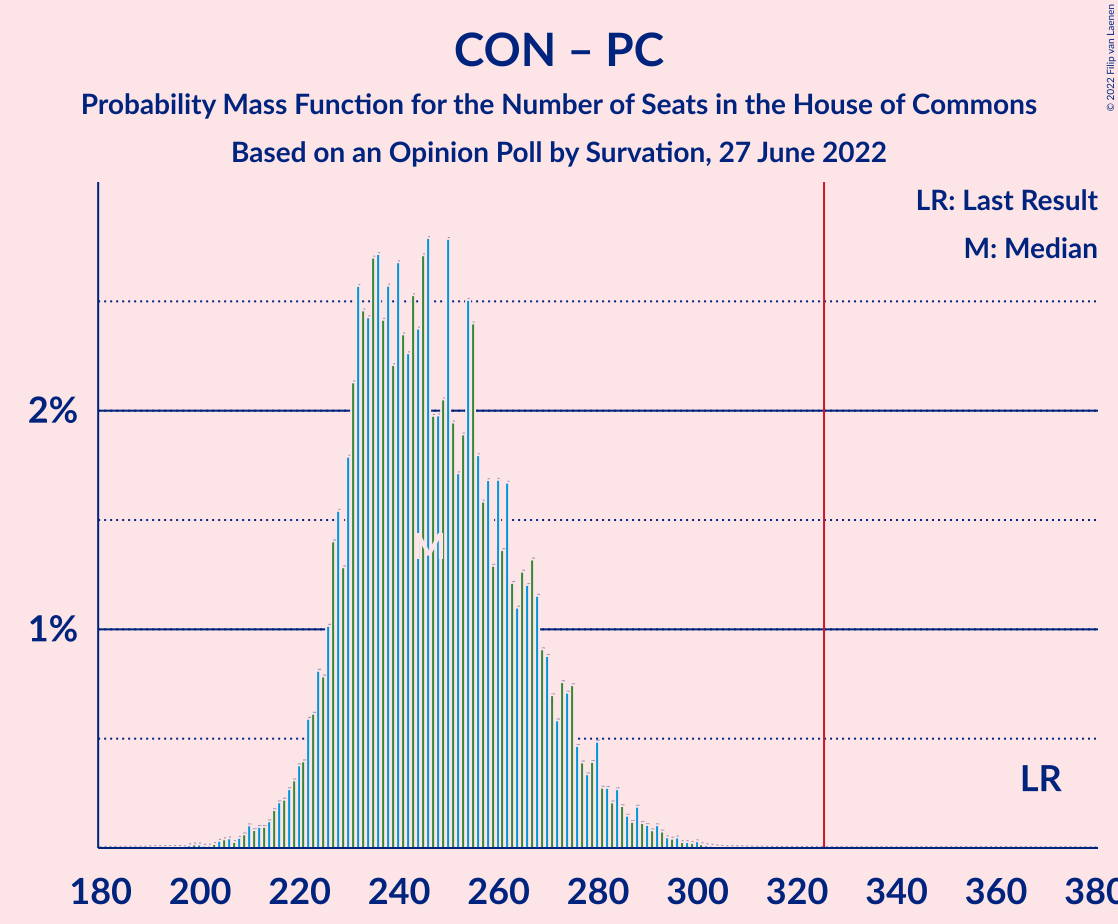 CON – PC
Probability Mass Function for the Number of Seats in the House of Commons
Based on an Opinion Poll by Survation, 27 June 2022
© 2022 Filip van Laenen
LR: Last Result
M: Median
2%
1%
M
LR
180 200 220 240 260 280 300 320 340 360 380